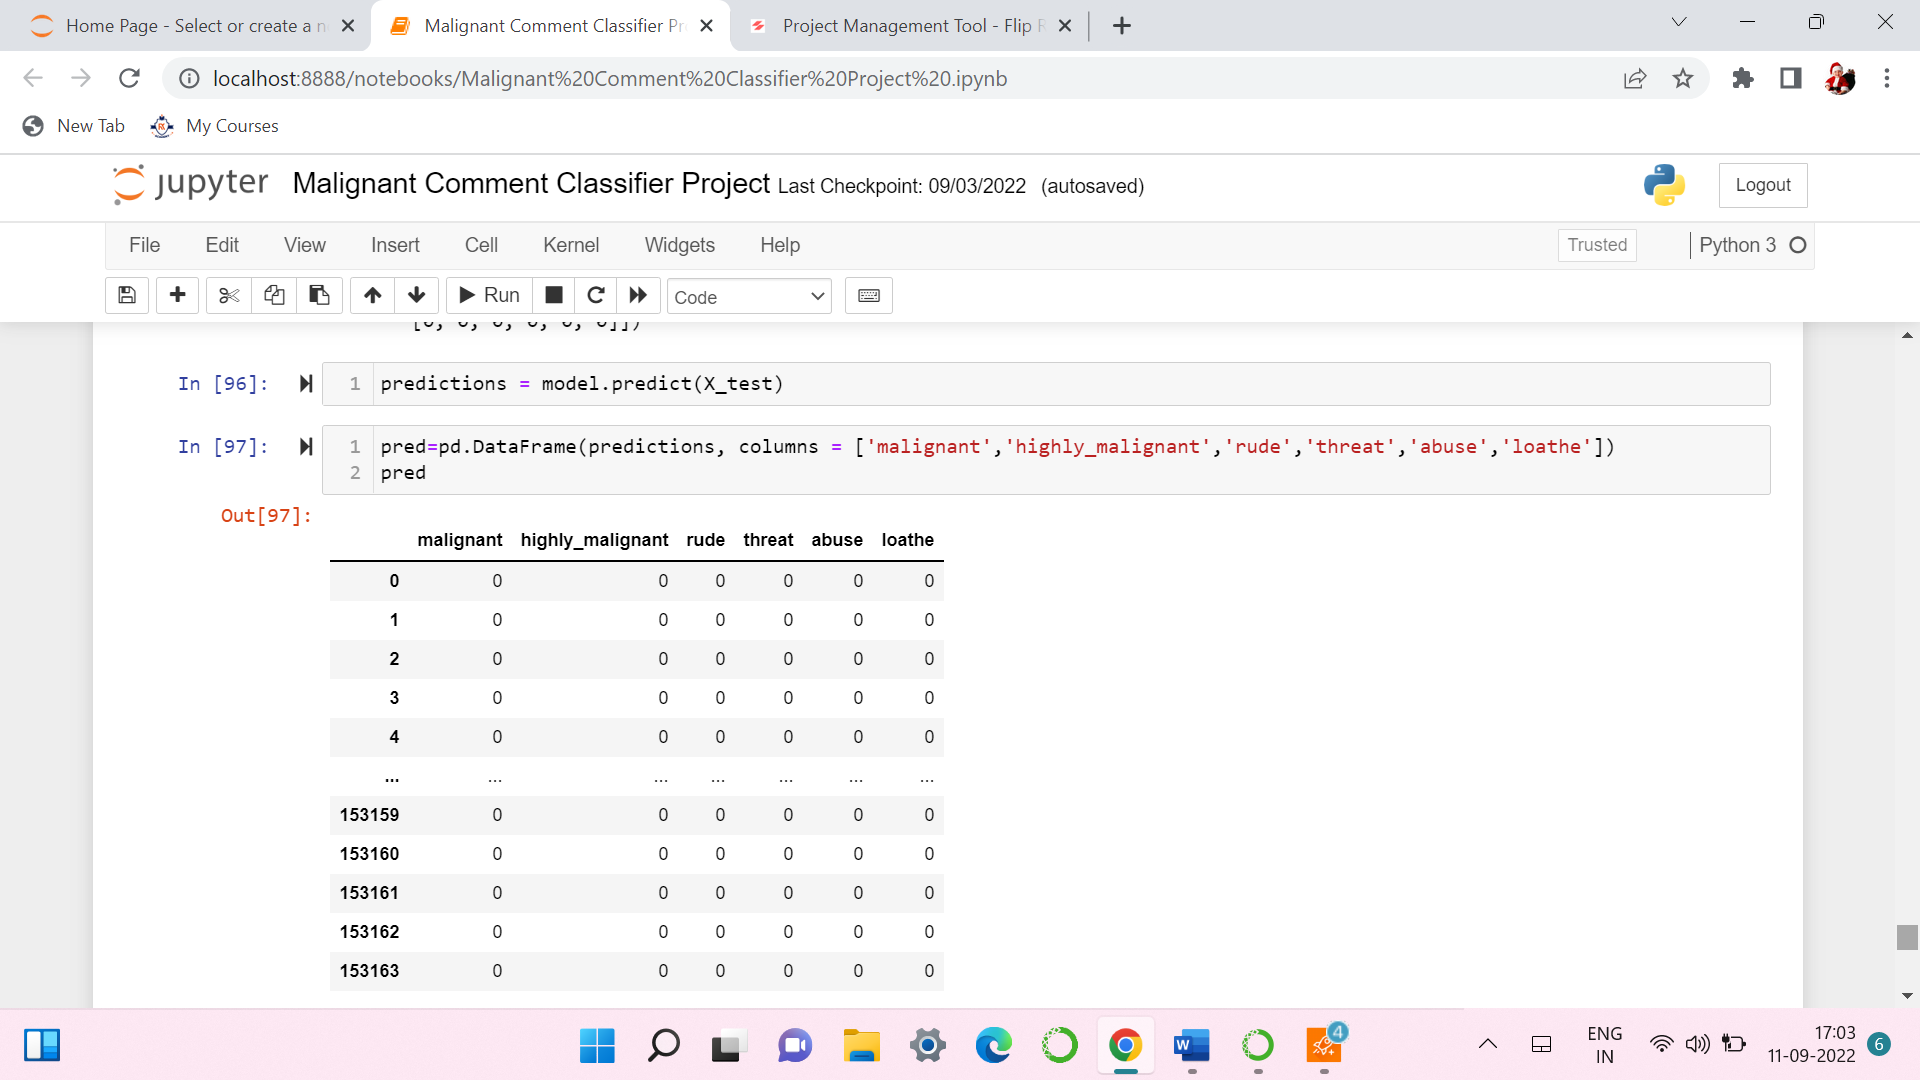 Home Page - Select or create a n
Malignant Comment Classifier Pr
Project Management Tool - Flip R
localhost:8888/notebooks/Malignant%20Comment%20Classifier%20Project%20.ipynb
New Tab My Courses
jupyter Malignant Comment Classifier Project Last Checkpoint: 09/03/2022 (autosaved) Logout
File Edit View Insert Cell Kernel Widgets Help Trusted Python 3
Run Code
In [96]: 1 predictions = model.predict(X_test)
In [97]: 1 pred=pd.DataFrame(predictions, columns = ['malignant','highly_malignant','rude','threat','abuse','loathe'])
2 pred
Out[97]:
malignant highly_malignant rude threat abuse loathe
0 0 0 0 0 0 0
1 0 0 0 0 0 0
2 0 0 0 0 0 0
3 0 0 0 0 0 0
4 0 0 0 0 0 0
... ... ... ... ... ... ...
153159 0 0 0 0 0 0
153160 0 0 0 0 0 0
153161 0 0 0 0 0 0
153162 0 0 0 0 0 0
153163 0 0 0 0 0 0
W
4
ENG
IN
17:03
11-09-2022
6